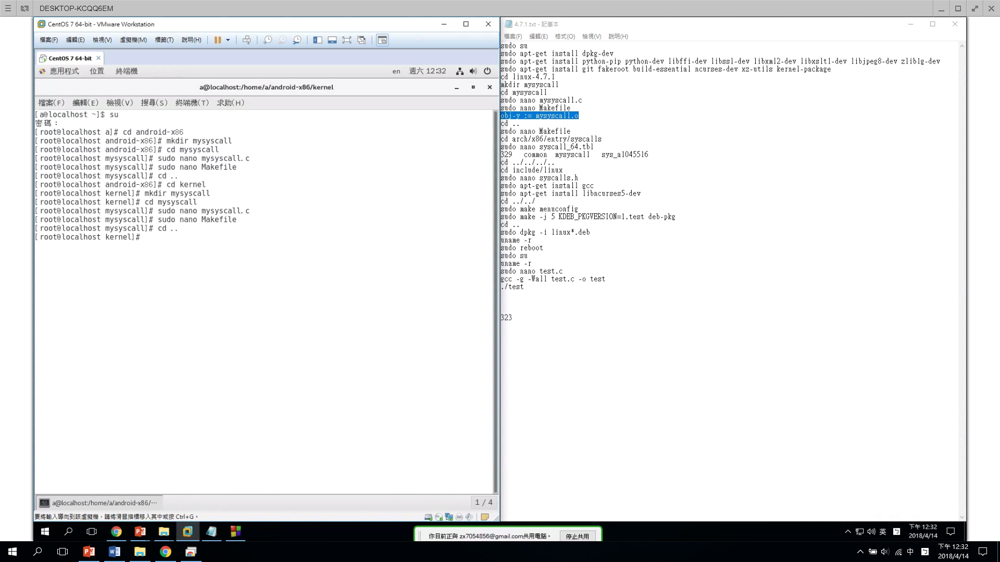 DESKTOP-KCQQ6EM
CentOS 7 64-bit - VMware Workstation
檔案(F) 編輯(E) 檢視(V) 虛擬機(M) 標籤(T) 說明(H)
CentOS 7 64-bit
應用程式 位置 終端機 en 週六 12:32
a@localhost:/home/a/android-x86/kernel
檔案(F) 編輯(E) 檢視(V) 搜尋(S) 終端機(T) 求助(H)
[a@localhost ~]$ su
密碼：
[root@localhost a]# cd android-x86
[root@localhost android-x86]# mkdir mysyscall
[root@localhost android-x86]# cd mysyscall
[root@localhost mysyscall]# sudo nano mysyscall.c
[root@localhost mysyscall]# sudo nano Makefile
[root@localhost mysyscall]# cd ..
[root@localhost android-x86]# cd kernel
[root@localhost kernel]# mkdir mysyscall
[root@localhost kernel]# cd mysyscall
[root@localhost mysyscall]# sudo nano mysyscall.c
[root@localhost mysyscall]# sudo nano Makefile
[root@localhost mysyscall]# cd ..
[root@localhost kernel]#
a@localhost:/home/a/android-x86/···
1 / 4
要將輸入導向到該虛擬機，請將滑鼠指標移入其中或按 Ctrl+G。
4.7.1.txt - 記事本
檔案(F) 編輯(E) 格式(O) 檢視(V) 說明(H)
sudo su
sudo apt-get install dpkg-dev
sudo apt-get install python-pip python-dev libffi-dev libssl-dev libxml2-dev libxslt1-dev libjpeg8-dev zlib1g-dev
sudo apt-get install git fakeroot build-essential ncurses-dev xz-utils kernel-package
cd linux-4.7.1
mkdir mysyscall
cd mysyscall
sudo nano mysyscall.c
sudo nano Makefile
obj-y := mysyscall.o
cd ..
sudo nano Makefile
cd arch/x86/entry/syscalls
sudo nano syscall_64.tbl
329 common mysyscall sys_a1045516
cd ../../../..
cd include/linux
sudo nano syscalls.h
sudo apt-get install gcc
sudo apt-get install libncurses5-dev
cd ../../
sudo make menuconfig
sudo make -j 5 KDEB_PKGVERSION=1.test deb-pkg
cd ..
sudo dpkg -i linux*.deb
uname -r
sudo reboot
sudo su
uname -r
sudo nano test.c
gcc -g -Wall test.c -o test
./test
323
你目前正與 zx7054856@gmail.com共用電腦。 停止共用
英 下午 12:32
2018/4/14
中 下午 12:32
2018/4/14